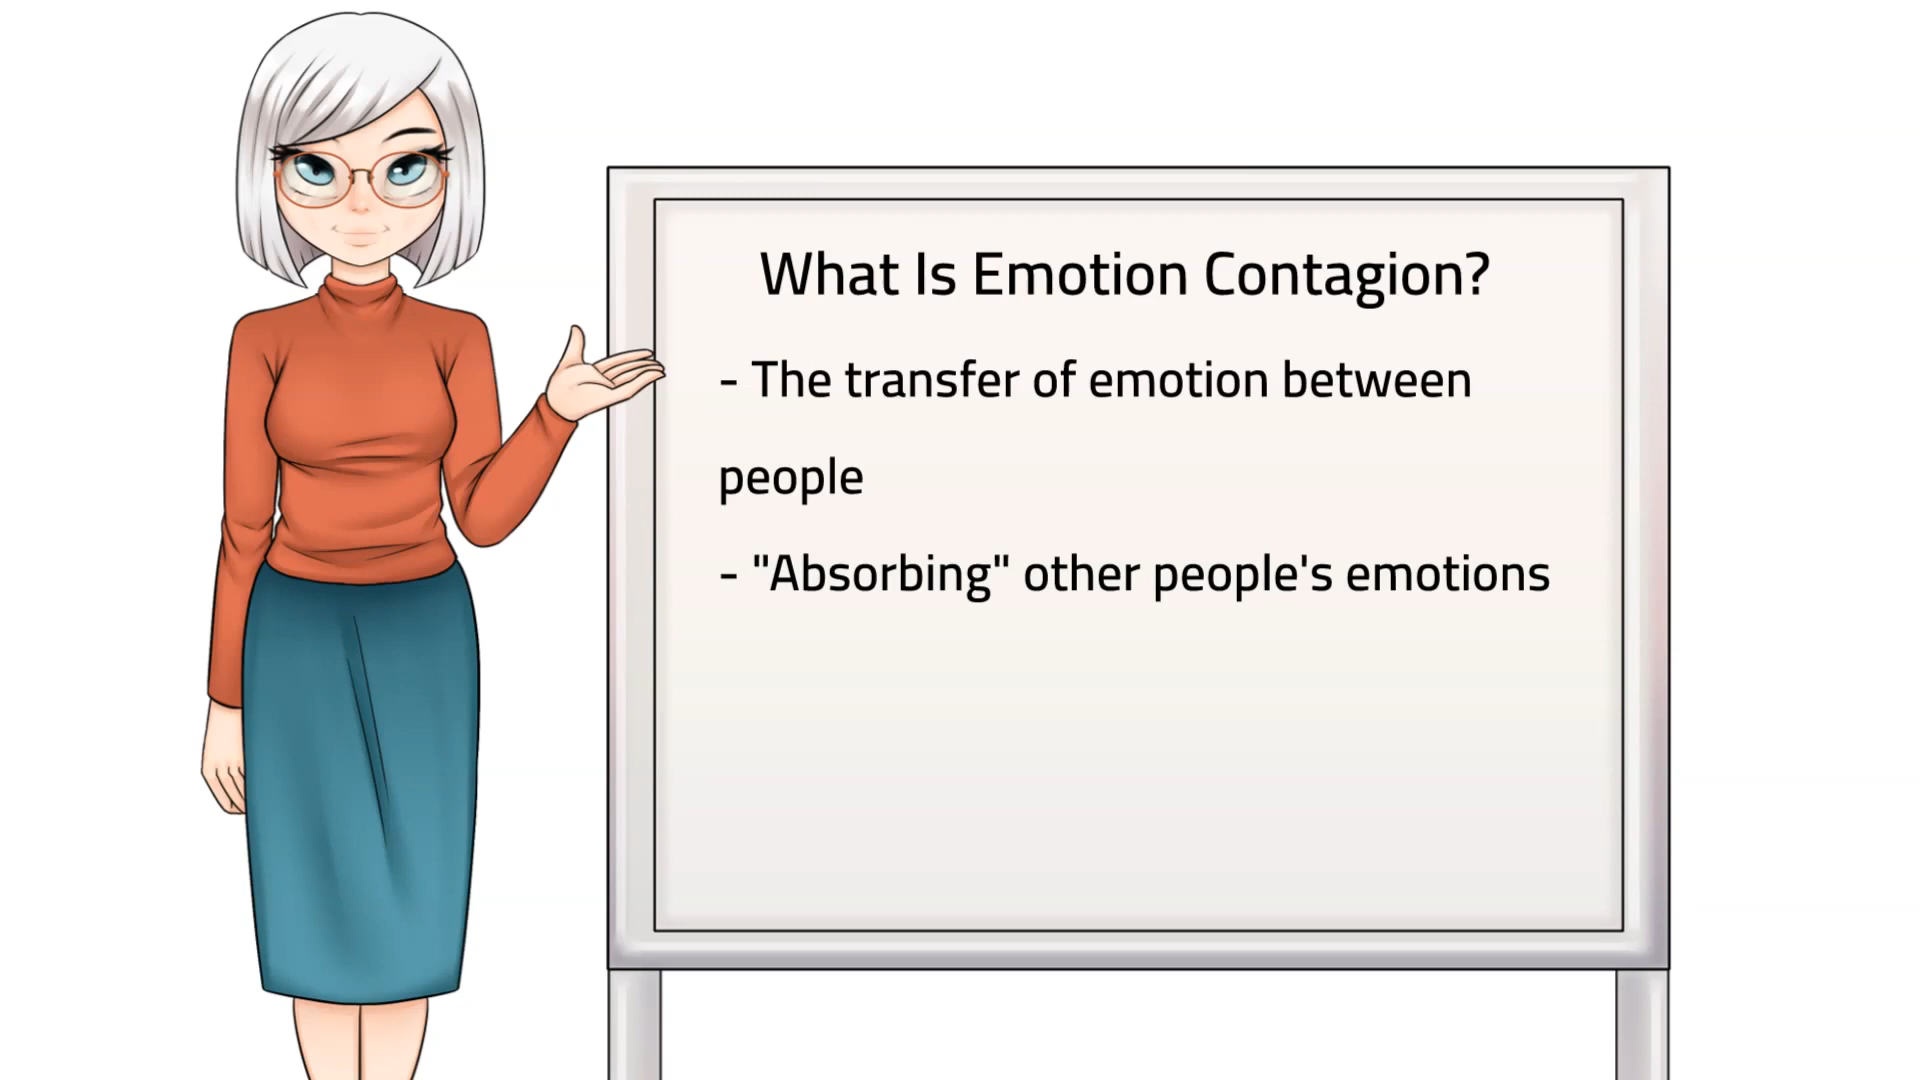 What Is Emotion Contagion?
- The transfer of emotion between
people
- "Absorbing" other people's emotions